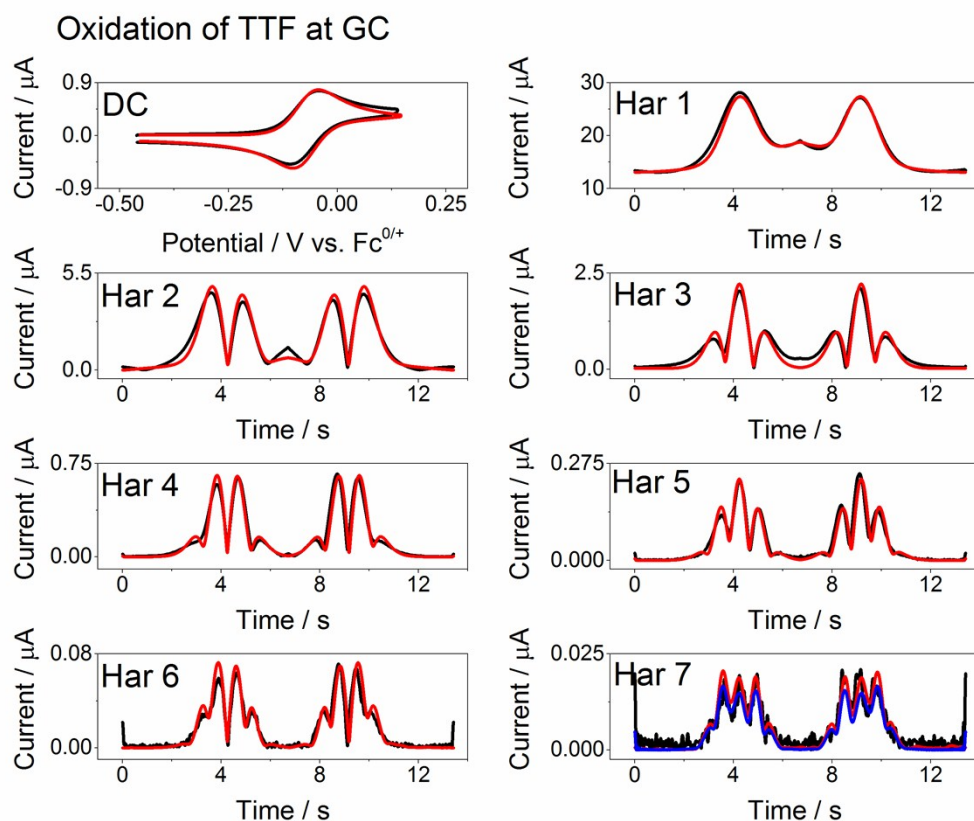 Oxidation of TTF at GC
DC
Current / μA
0.9
0.0
-0.9
-0.50
-0.25
0.00
0.25
Potential / V vs. Fc⁰/⁺
Har 1
Current / μA
30
20
10
0
4
8
12
Time / s
Har 2
Current / μA
5.5
0.0
0
4
8
12
Time / s
Har 3
Current / μA
2.5
0.0
0
4
8
12
Time / s
Har 4
Current / μA
0.75
0.00
0
4
8
12
Time / s
Har 5
Current / μA
0.275
0.000
0
4
8
12
Time / s
Har 6
Current / μA
0.08
0.00
0
4
8
12
Time / s
Har 7
Current / μA
0.025
0.000
0
4
8
12
Time / s